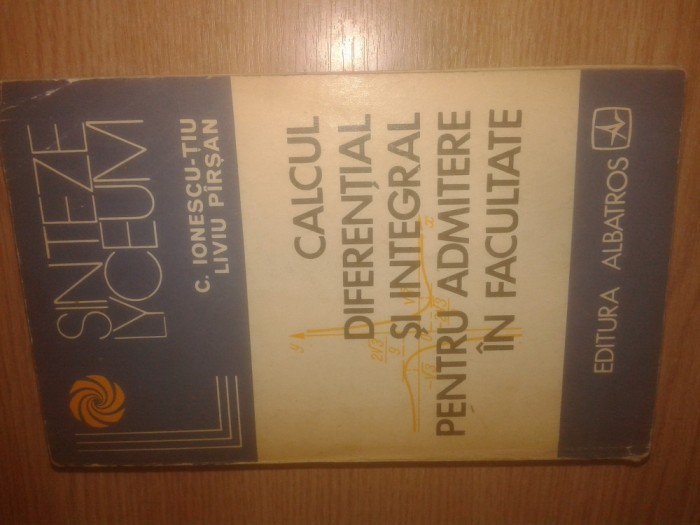 SINTEZE
LYCEUM
C. IONESCU-ȚIU
LIVIU PÎRȘAN
CALCUL
DIFERENȚIAL
ȘI INTEGRAL
PENTRU ADMITERE
ÎN FACULTATE
y
x
EDITURA ALBATROS